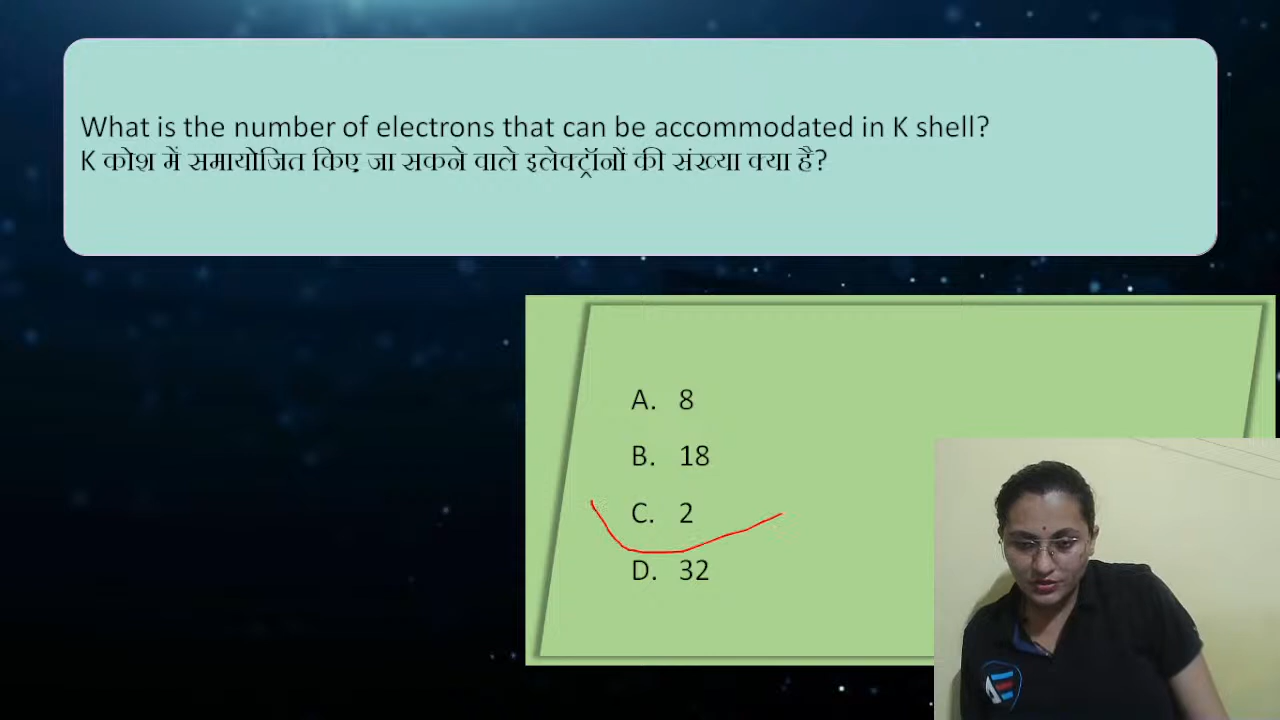 What is the number of electrons that can be accommodated in K shell?
K कोश में समायोजित किए जा सकने वाले इलेक्ट्रॉनों की संख्या क्या है?
A. 8
B. 18
C. 2
D. 32